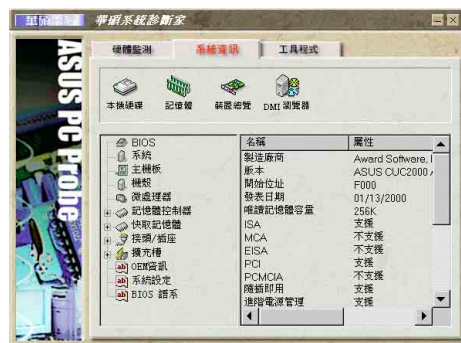 華碩系統診斷家
ASUS PC Probe
硬體監測
系統資訊
工具程式
本機硬碟
記憶體
裝置總覽
DMI 瀏覽器
BIOS
系統
主機板
機殼
微處理器
記憶體控制器
快取記憶體
接頭/插座
擴充槽
OEM資訊
系統設定
BIOS 語系
名稱 屬性
製造廠商 Award Software, I
版本 ASUS CUC2000
開始位址 F000
發表日期 01/13/2000
唯讀記憶體容量 256K
ISA 支援
MCA 不支援
EISA 不支援
PCI 支援
PCMCIA 不支援
隨插即用 支援
進階電源管理 支援